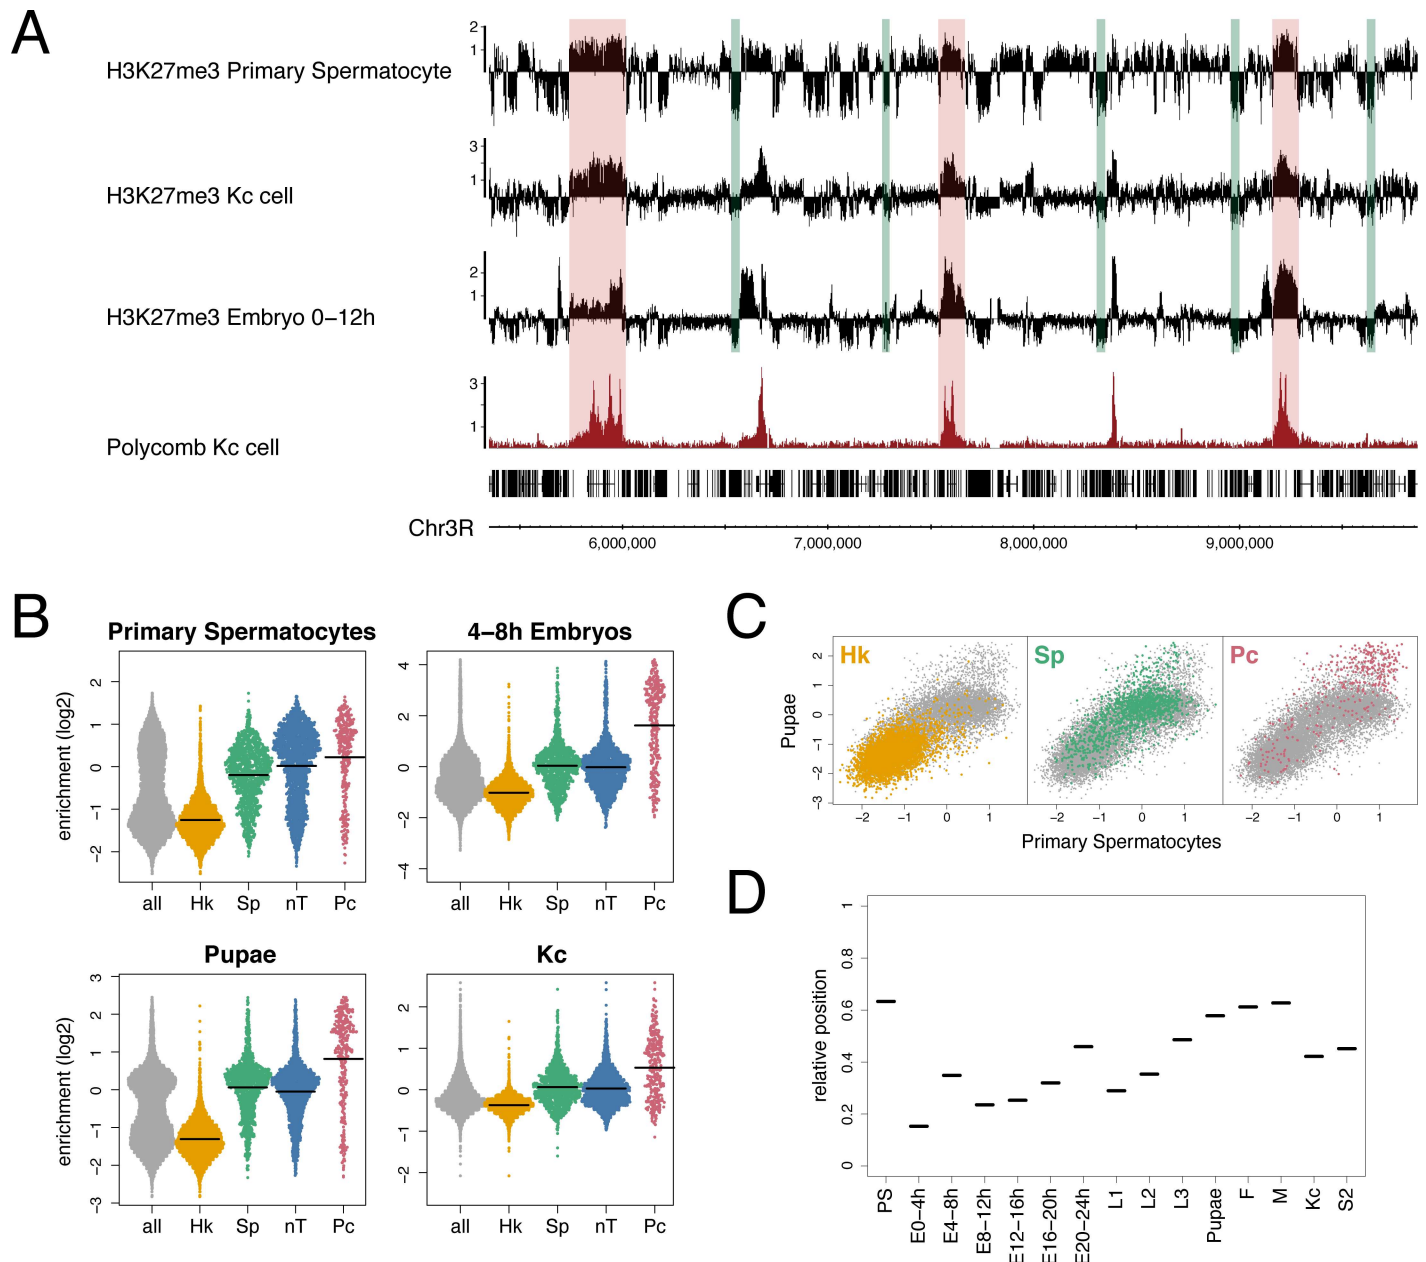 A
H3K27me3 Primary Spermatocyte
2
1
H3K27me3 Kc cell
3
1
H3K27me3 Embryo 0–12h
2
1
Polycomb Kc cell
3
1
Chr3R
6,000,000 7,000,000 8,000,000 9,000,000
B
Primary Spermatocytes
enrichment (log2)
2
1
0
−1
−2
all Hk Sp nT Pc
4–8h Embryos
4
2
0
−2
−4
all Hk Sp nT Pc
Pupae
enrichment (log2)
3
2
1
0
−1
−2
−3
all Hk Sp nT Pc
Kc
2
1
0
−1
−2
all Hk Sp nT Pc
C
Hk Sp Pc
Pupae
2
1
0
−1
−2
−3
−2 −1 0 1 −2 −1 0 1 −2 −1 0 1
Primary Spermatocytes
D
relative position
1
0.8
0.6
0.4
0.2
0
PS E0–4h E4–8h E8–12h E12–16h E16–20h E20–24h L1 L2 L3 Pupae F M Kc S2